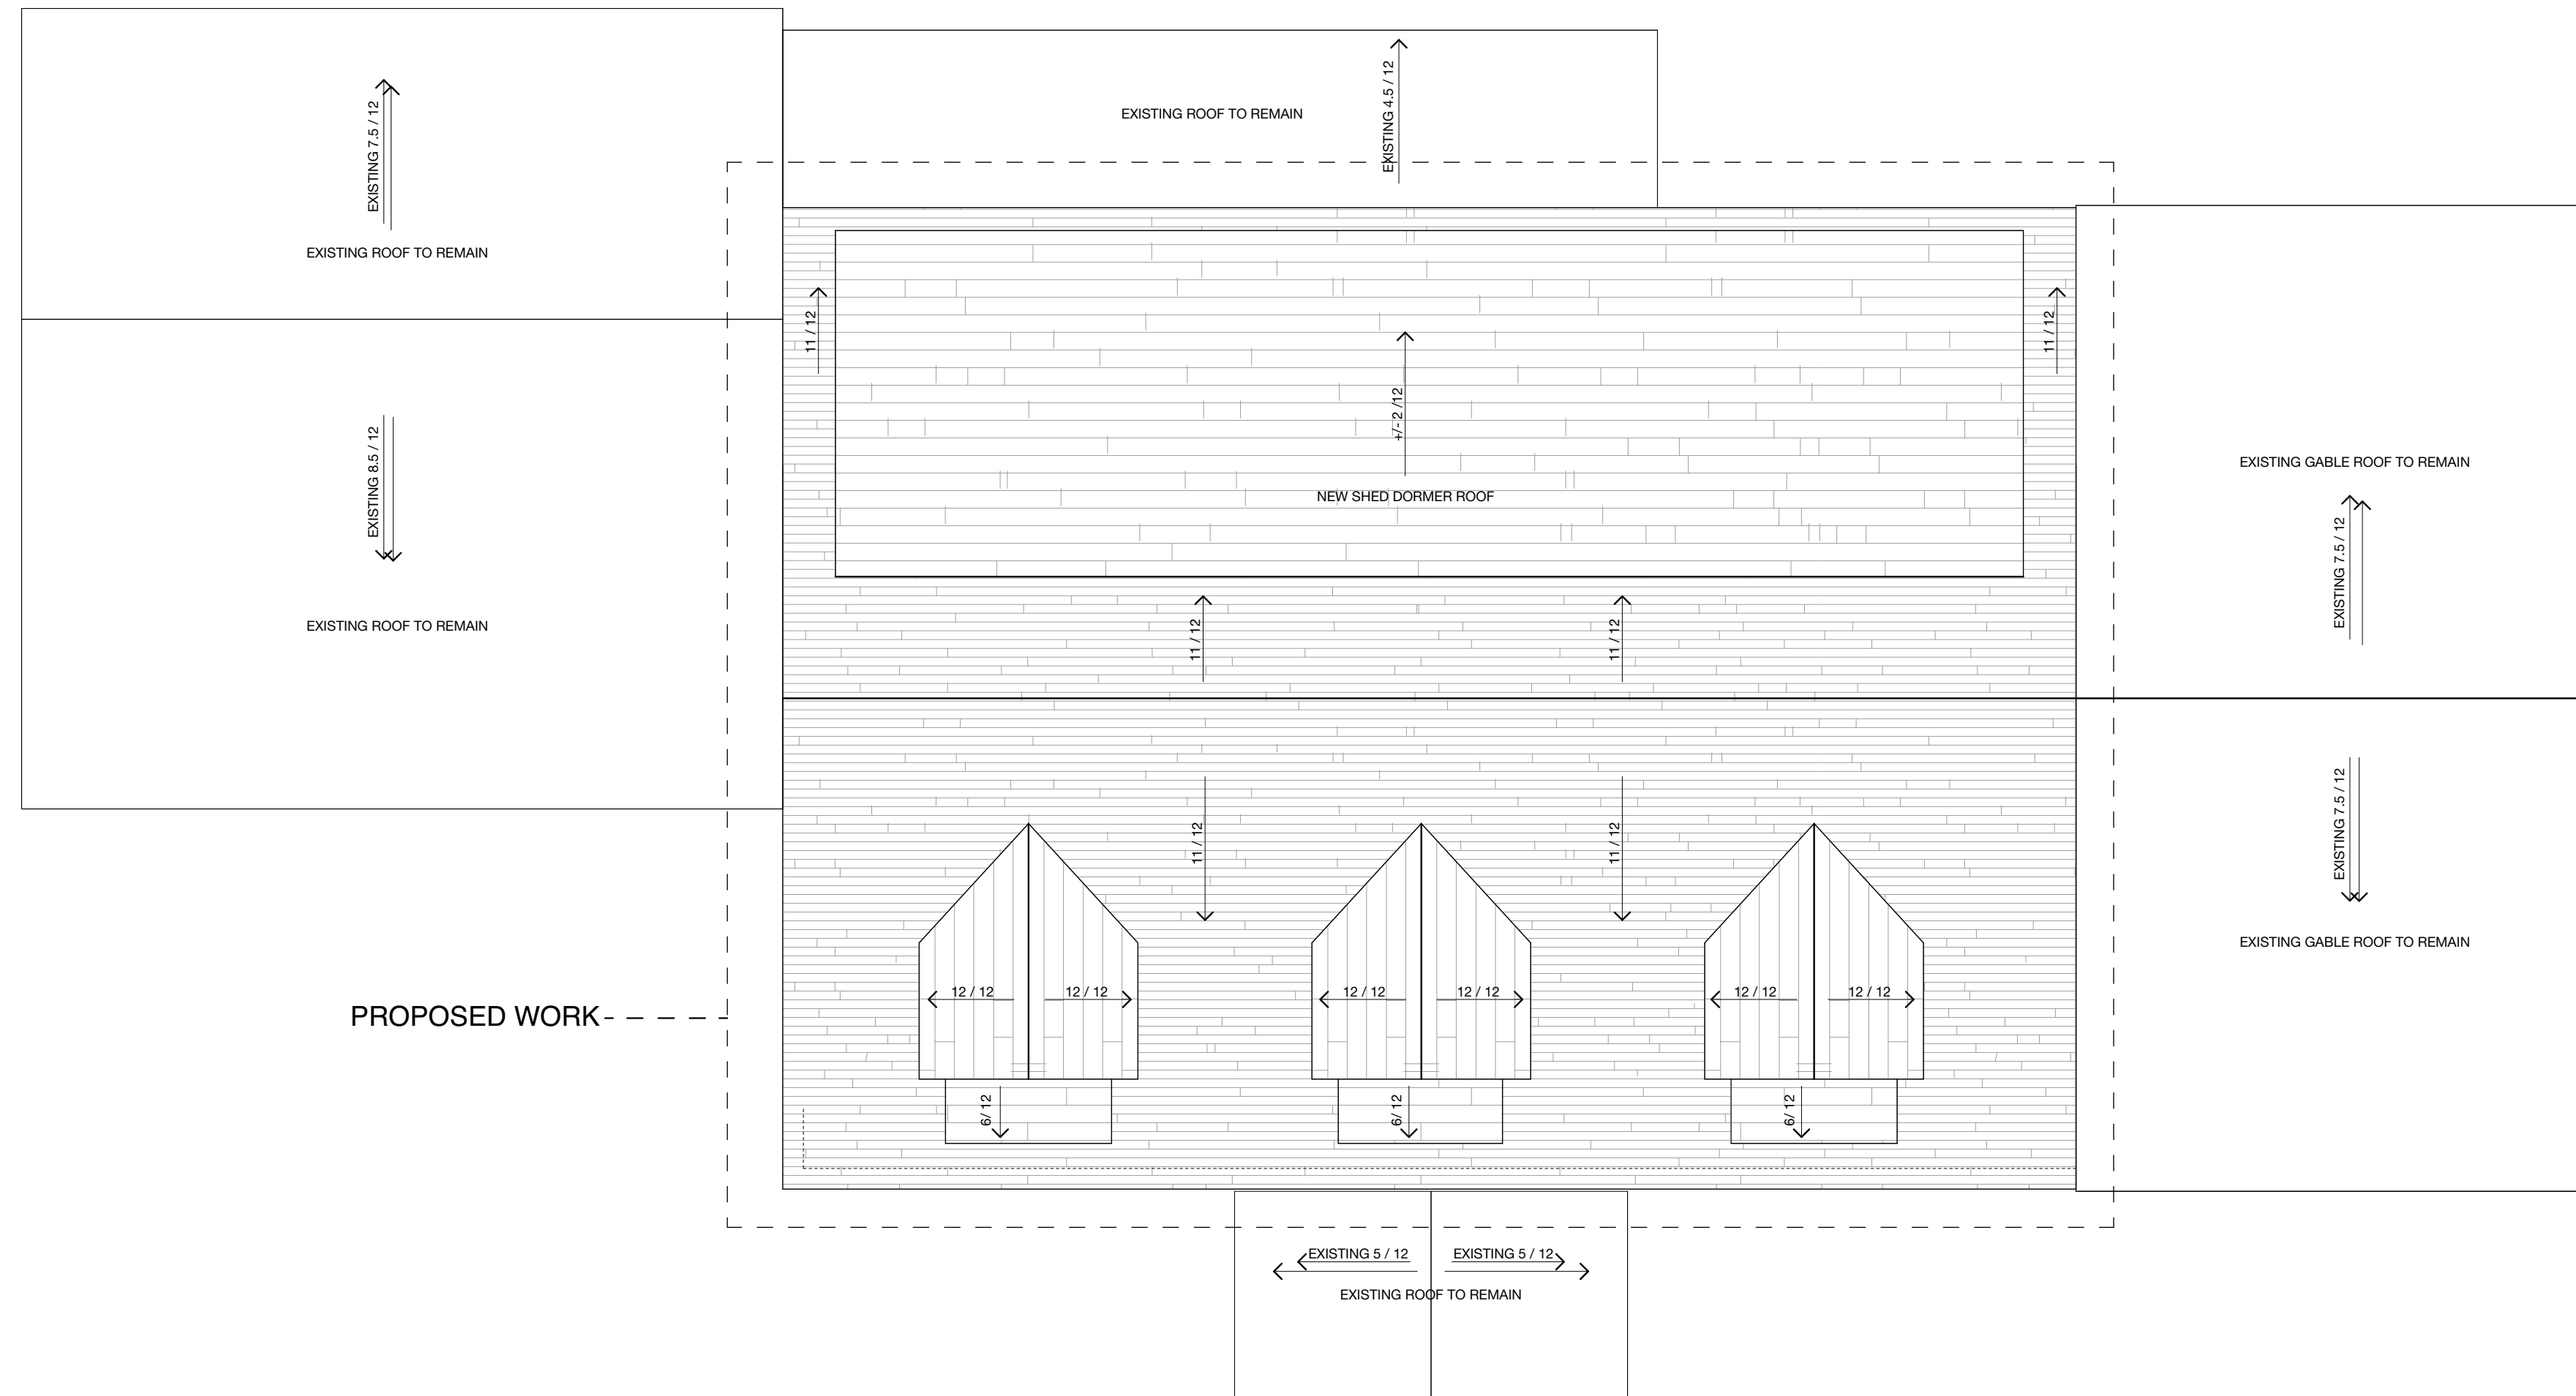 EXISTING 7.5 / 12
EXISTING ROOF TO REMAIN
EXISTING ROOF TO REMAIN
EXISTING 4.5 / 12
11 / 12
+/- 2 /12
NEW SHED DORMER ROOF
11 / 12
EXISTING 8.5 / 12
EXISTING ROOF TO REMAIN
EXISTING GABLE ROOF TO REMAIN
EXISTING 7.5 / 12
11 / 12
11 / 12
11 / 12
11 / 12
EXISTING 7.5 / 12
EXISTING GABLE ROOF TO REMAIN
12 / 12
12 / 12
12 / 12
12 / 12
12 / 12
12 / 12
PROPOSED WORK
6/ 12
6/ 12
6/ 12
EXISTING 5 / 12
EXISTING 5 / 12
EXISTING ROOF TO REMAIN